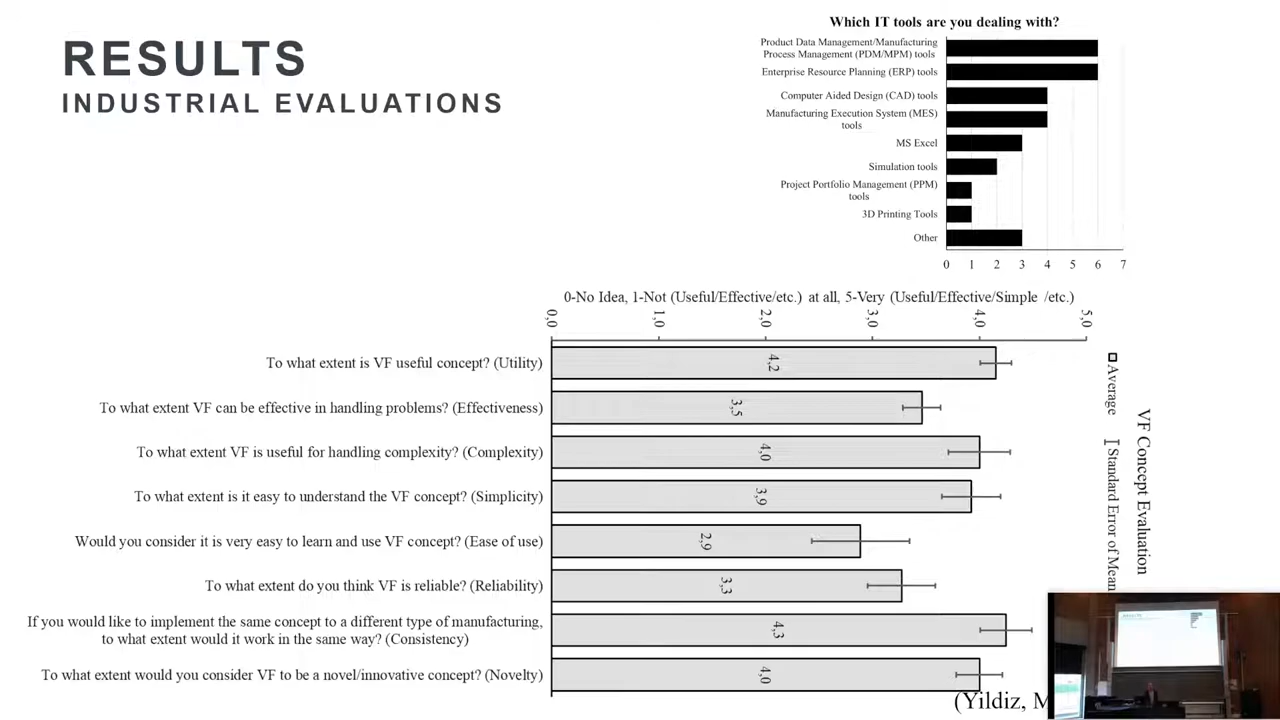 RESULTS
INDUSTRIAL EVALUATIONS
Which IT tools are you dealing with?
Product Data Management/Manufacturing
Process Management (PDM/MPM) tools
Enterprise Resource Planning (ERP) tools
Computer Aided Design (CAD) tools
Manufacturing Execution System (MES)
tools
MS Excel
Simulation tools
Project Portfolio Management (PPM)
tools
3D Printing Tools
Other
0 1 2 3 4 5 6 7
0-No Idea, 1-Not (Useful/Effective/etc.) at all, 5-Very (Useful/Effective/Simple /etc.)
0,0 1,0 2,0 3,0 4,0 5,0
To what extent is VF useful concept? (Utility)
4,2
To what extent VF can be effective in handling problems? (Effectiveness)
3,5
To what extent VF is useful for handling complexity? (Complexity)
4,0
To what extent is it easy to understand the VF concept? (Simplicity)
3,9
Would you consider it is very easy to learn and use VF concept? (Ease of use)
2,9
To what extent do you think VF is reliable? (Reliability)
3,3
If you would like to implement the same concept to a different type of manufacturing,
to what extent would it work in the same way? (Consistency)
4,3
To what extent would you consider VF to be a novel/innovative concept? (Novelty)
4,0
VF Concept Evaluation
Average
Standard Error of Mean
(Yildiz, M